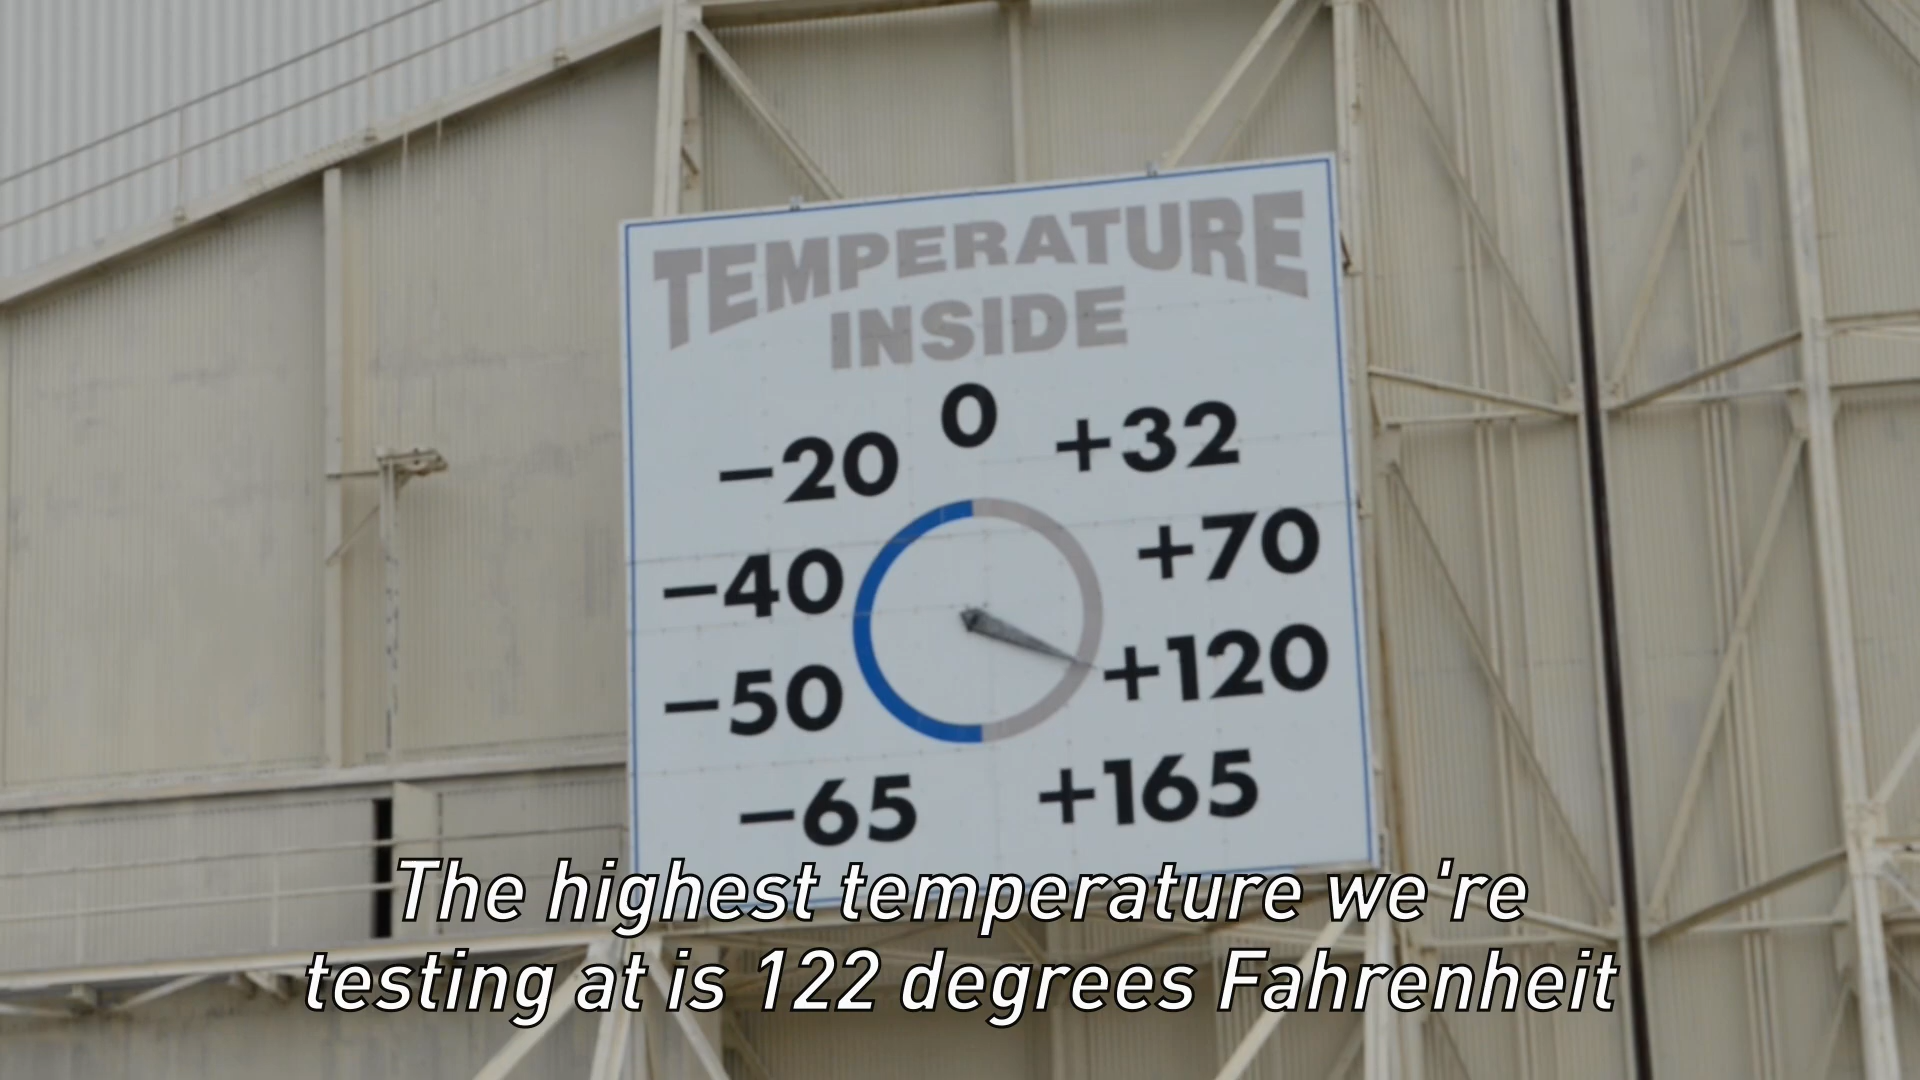 TEMPERATURE
INSIDE
0
−20 +32
−40 +70
−50 +120
−65 +165
The highest temperature we're
testing at is 122 degrees Fahrenheit